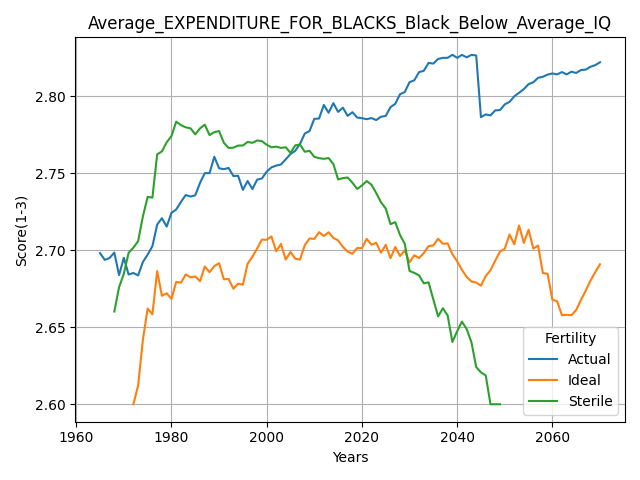 Average_EXPENDITURE_FOR_BLACKS_Black_Below_Average_IQ
Score(1-3)
2.80
2.75
2.70
2.65
2.60
1960 1980 2000 2020 2040 2060
Years
Fertility
Actual
Ideal
Sterile